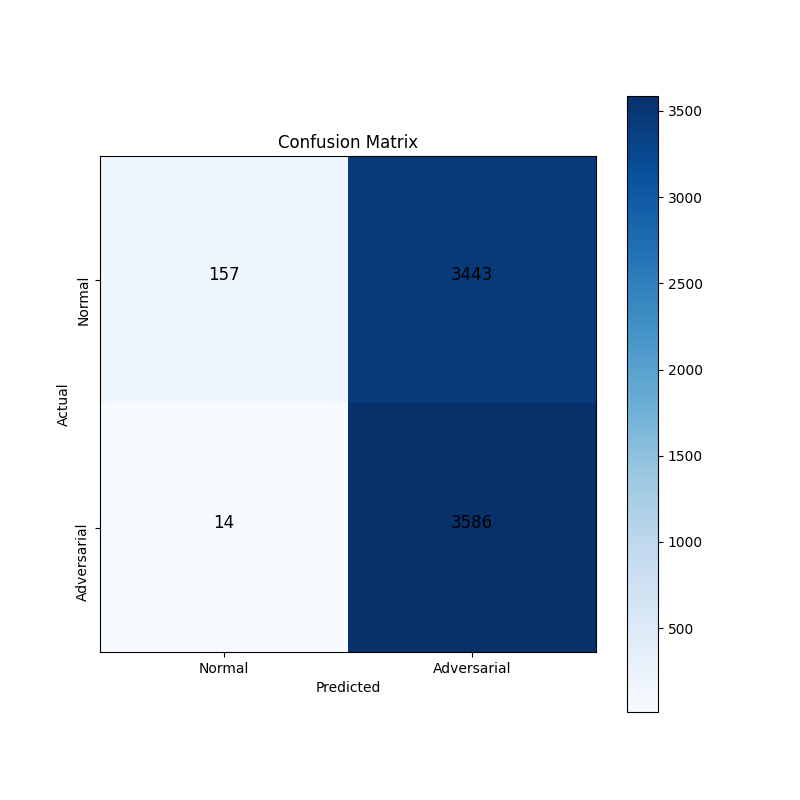 Confusion Matrix
157 3443
14 3586
Normal
Adversarial
Actual
Normal Adversarial
Predicted
3500
3000
2500
2000
1500
1000
500